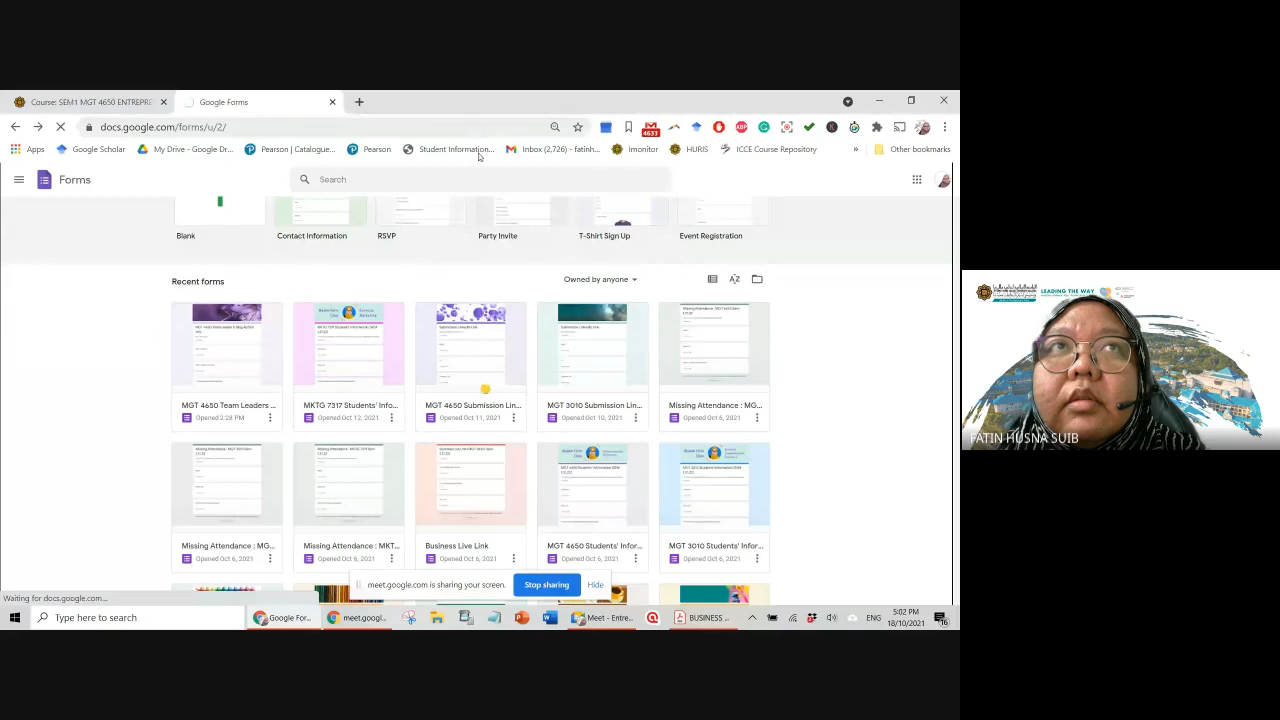 Course: SEM1 MGT 4650 ENTREPRE
Google Forms
docs.google.com/forms/u/2/
4633
ABP
Apps
Google Scholar
My Drive - Google Dr...
Pearson | Catalogue...
Pearson
Student Information...
Inbox (2,726) - fatinh...
Imonitor
HURIS
ICCE Course Repository
»
Other bookmarks
Forms
Search
Blank
Contact Information
RSVP
Party Invite
T-Shirt Sign Up
Event Registration
Recent forms
Owned by anyone
MGT 4650 Team Leaders ...
Opened 2:28 PM
MKTG 7317 Students' Info...
Opened Oct 12, 2021
MGT 4650 Submission Lin...
Opened Oct 11, 2021
MGT 3010 Submission Lin...
Opened Oct 10, 2021
Missing Attendance : MG...
Opened Oct 6, 2021
Missing Attendance : MG...
Opened Oct 6, 2021
Missing Attendance : MKT...
Opened Oct 6, 2021
Business Live Link
Opened Oct 6, 2021
MGT 4650 Students' Infor...
Opened Oct 6, 2021
MGT 3010 Students' Infor...
Opened Oct 6, 2021
meet.google.com is sharing your screen.
Stop sharing
Hide
Waiting for docs.google.com...
Type here to search
Google For...
meet.googl...
Meet - Entre...
BUSINESS ...
ENG
5:02 PM
18/10/2021
16
LEADING THE WAY
FATIN HUSNA SUIB